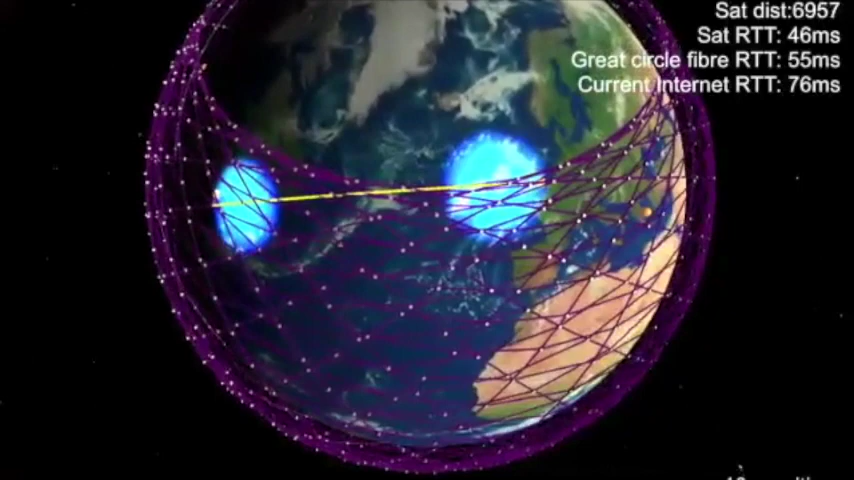 Sat dist:6957
Sat RTT: 46ms
Great circle fibre RTT: 55ms
Current Internet RTT: 76ms